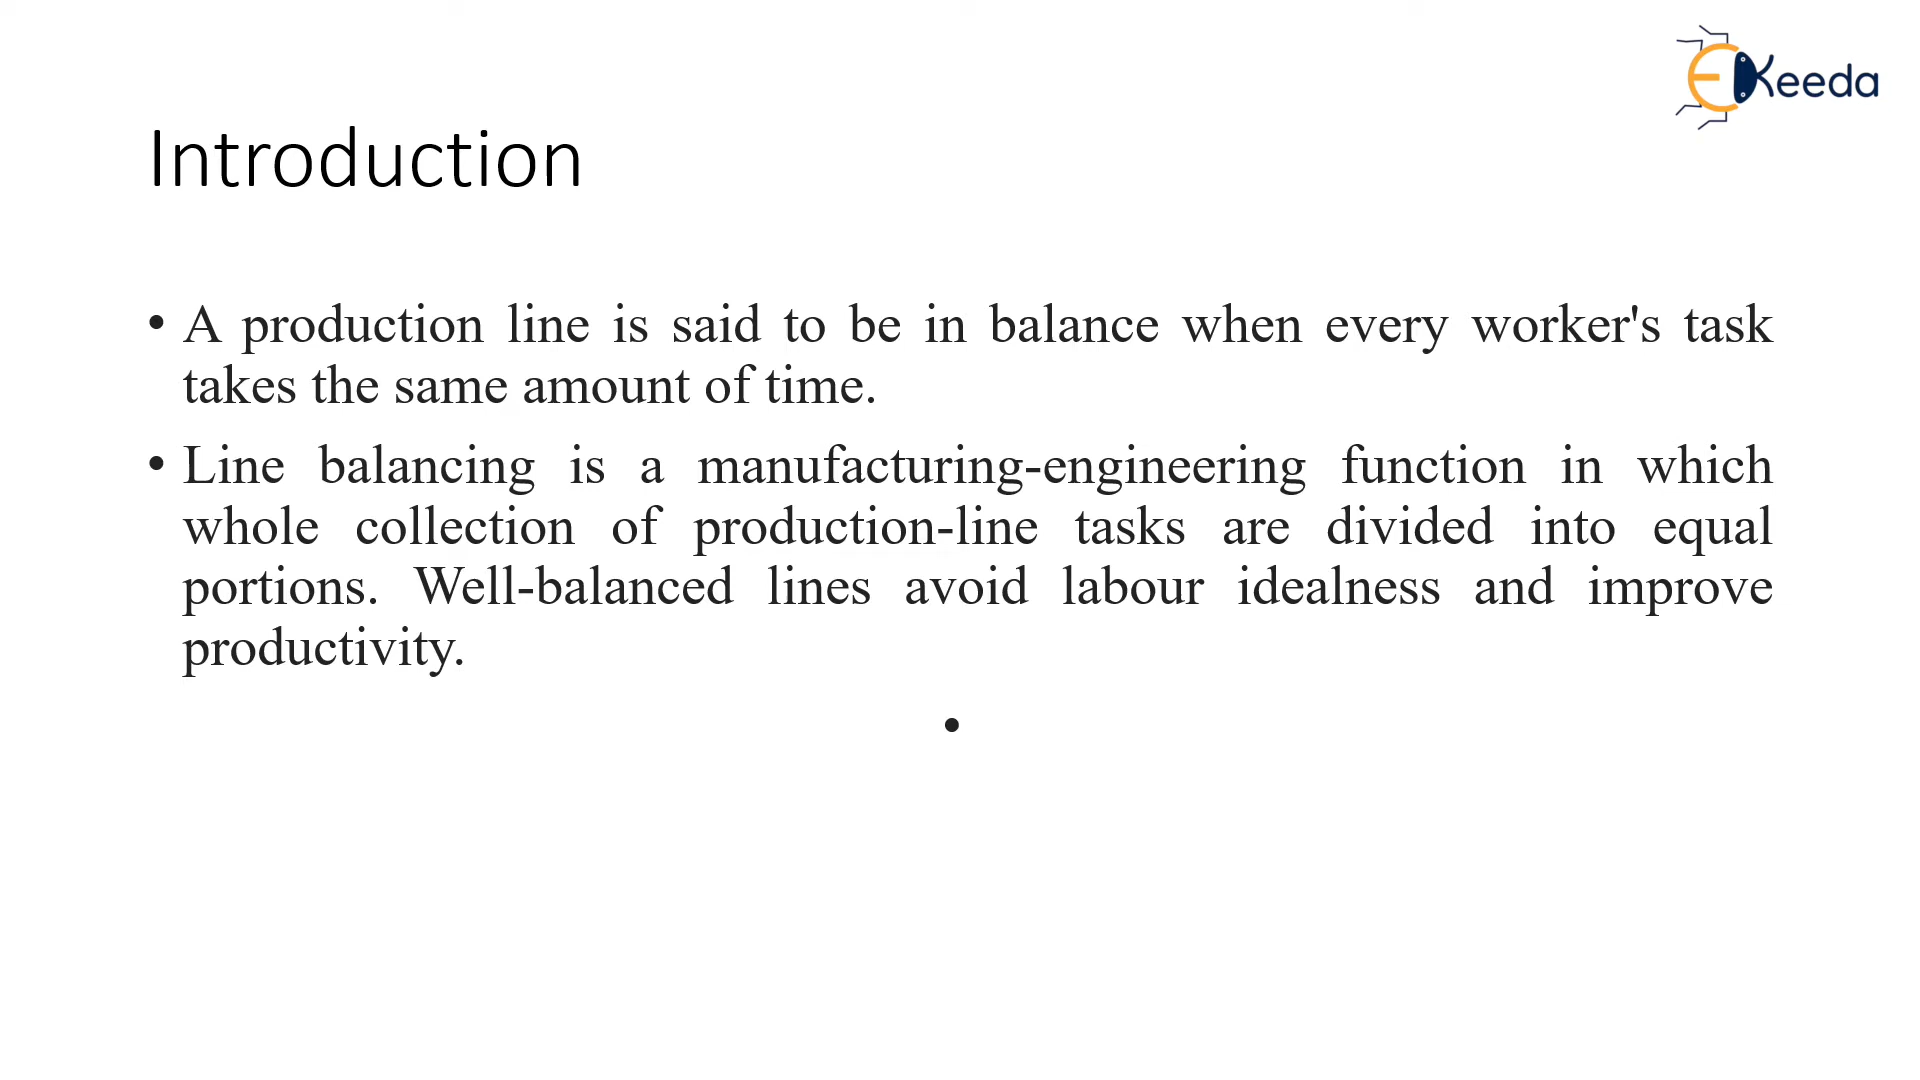 EKeeda
Introduction
• A production line is said to be in balance when every worker's task
takes the same amount of time.
• Line balancing is a manufacturing-engineering function in which
whole collection of production-line tasks are divided into equal
portions. Well-balanced lines avoid labour idealness and improve
productivity.
•